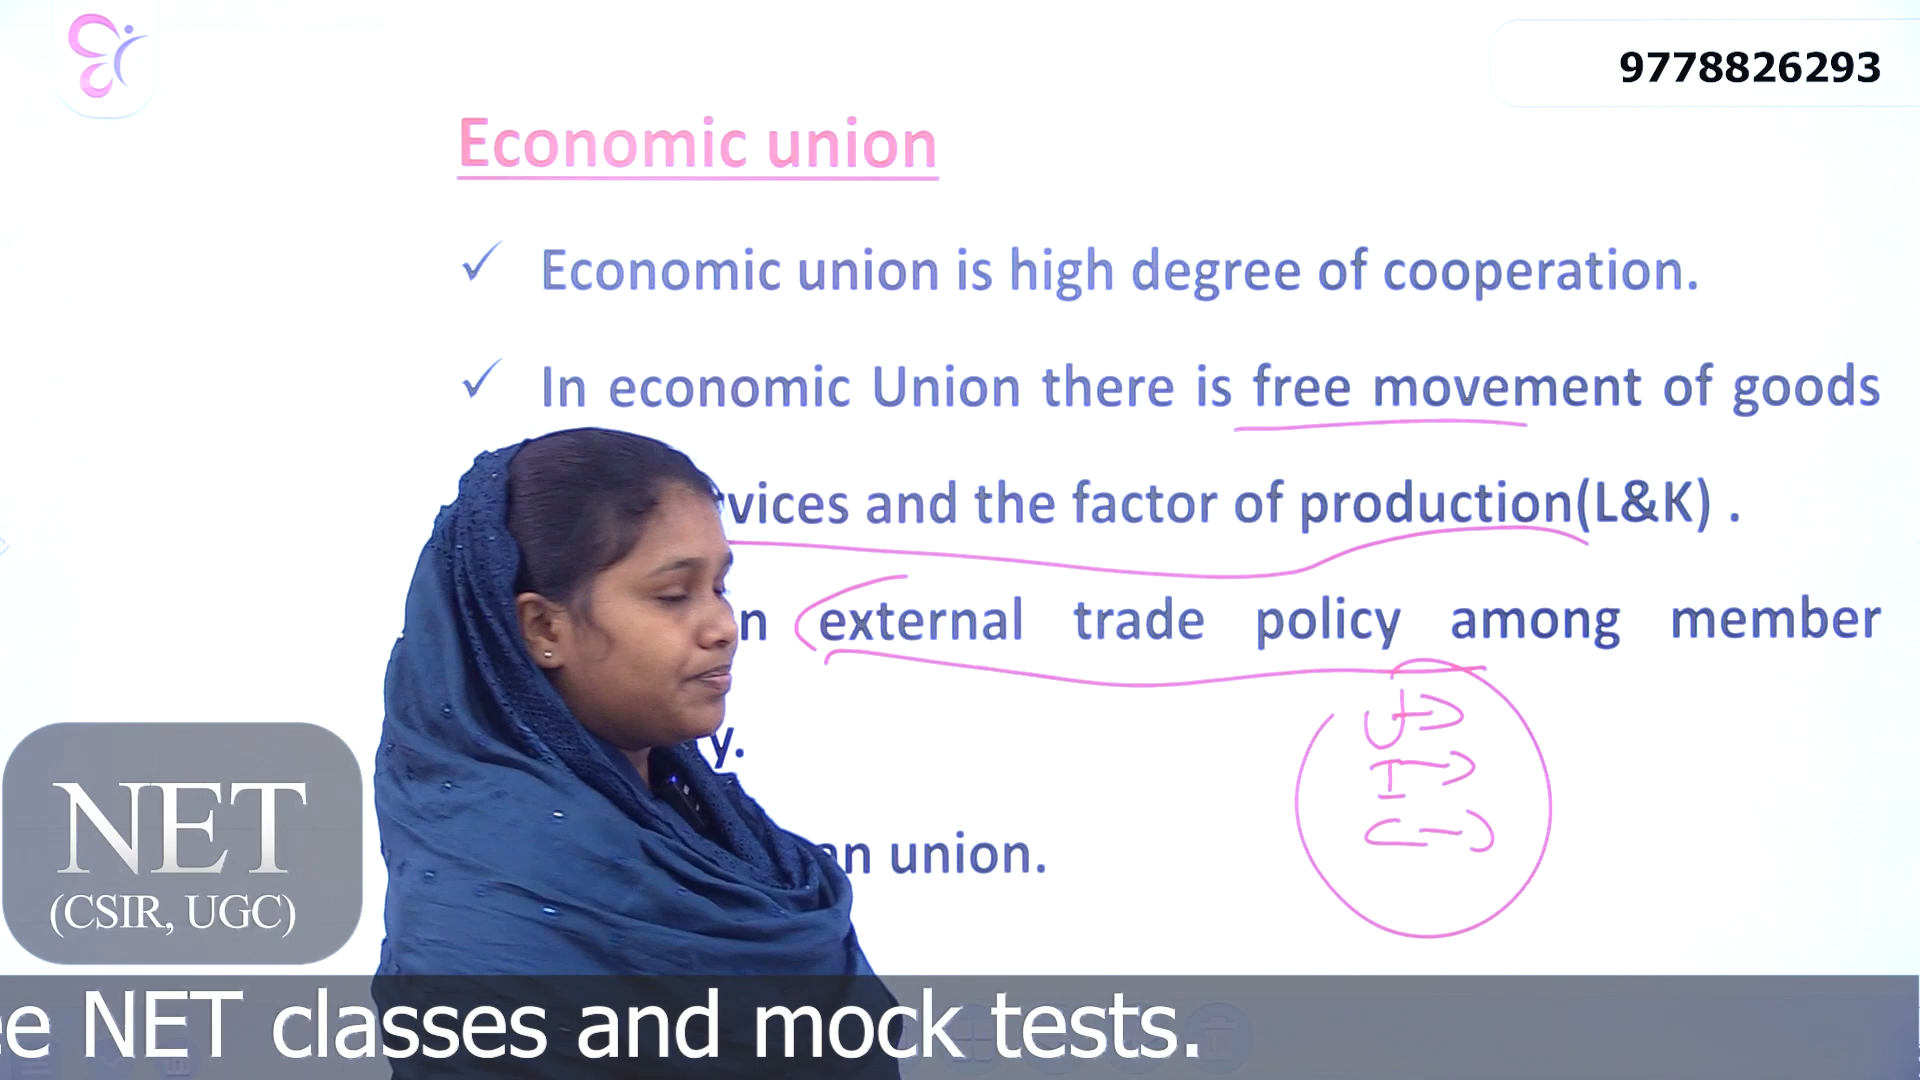 9778826293
Economic union
✓ Economic union is high degree of cooperation.
✓ In economic Union there is free movement of goods
vices and the factor of production(L&K) .
n external trade policy among member
y.
an union.
NET
(CSIR, UGC)
ee NET classes and mock tests.